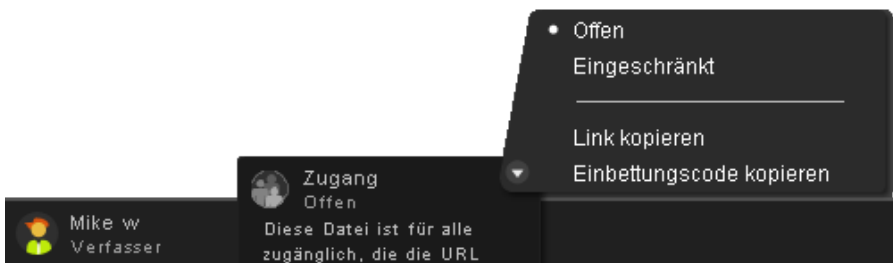 Offen
Eingeschränkt
Link kopieren
Einbettungscode kopieren
Zugang
Offen
Diese Datei ist für alle
zugänglich, die die URL
Mike w
Verfasser